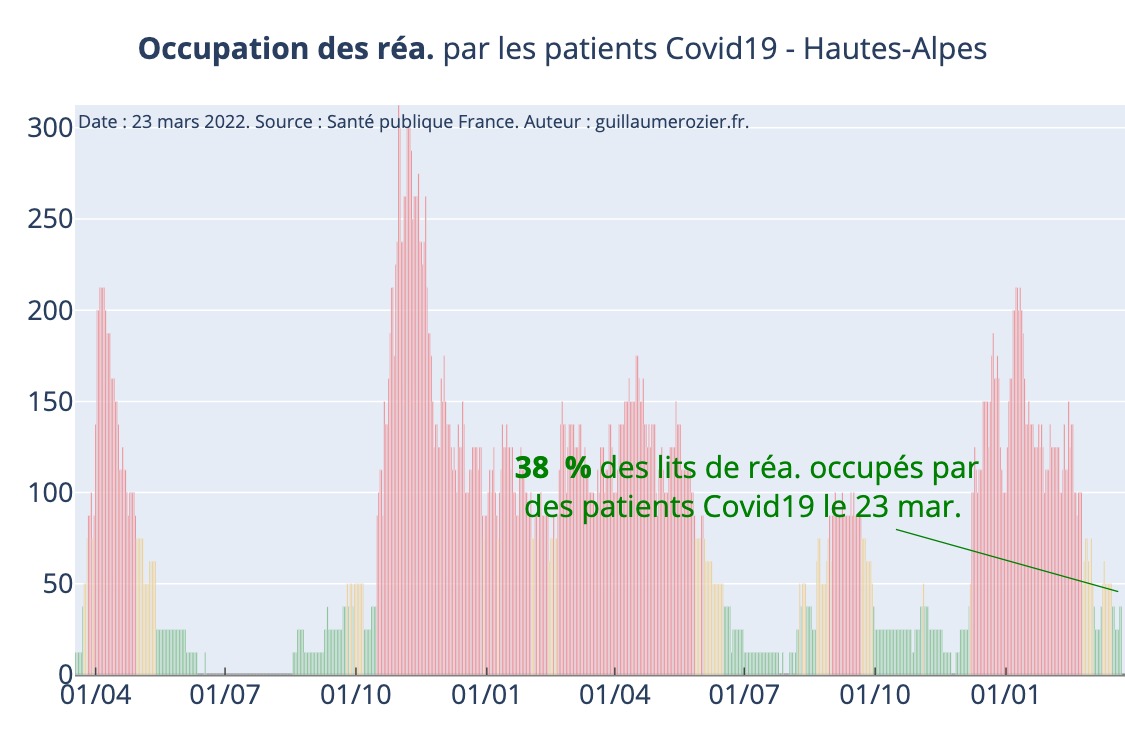 Occupation des réa. par les patients Covid19 - Hautes-Alpes
Date : 23 mars 2022. Source : Santé publique France. Auteur : guillaumerozier.fr.
300
250
200
150
100
50
0
38 % des lits de réa. occupés par
des patients Covid19 le 23 mar.
01/04 01/07 01/10 01/01 01/04 01/07 01/10 01/01